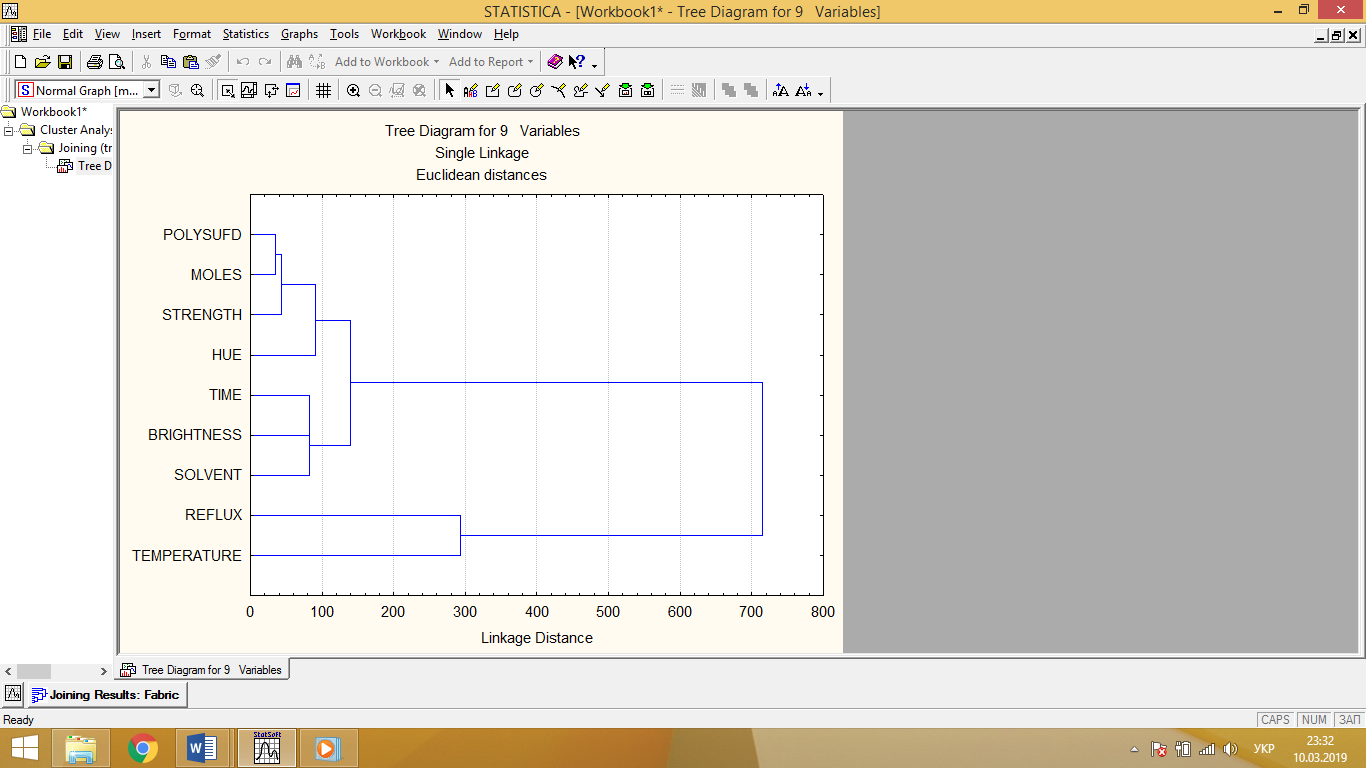 STATISTICA - [Workbook1* - Tree Diagram for 9 Variables]
File Edit View Insert Format Statistics Graphs Tools Workbook Window Help
Add to Workbook Add to Report
Normal Graph [m...
Workbook1*
Cluster Analys
Joining (tr
Tree D
Tree Diagram for 9 Variables
Single Linkage
Euclidean distances
POLYSUFD
MOLES
STRENGTH
HUE
TIME
BRIGHTNESS
SOLVENT
REFLUX
TEMPERATURE
0 100 200 300 400 500 600 700 800
Linkage Distance
Tree Diagram for 9 Variables
Joining Results: Fabric
Ready
CAPS NUM ЗАП
StatSoft
УКР
23:32
10.03.2019